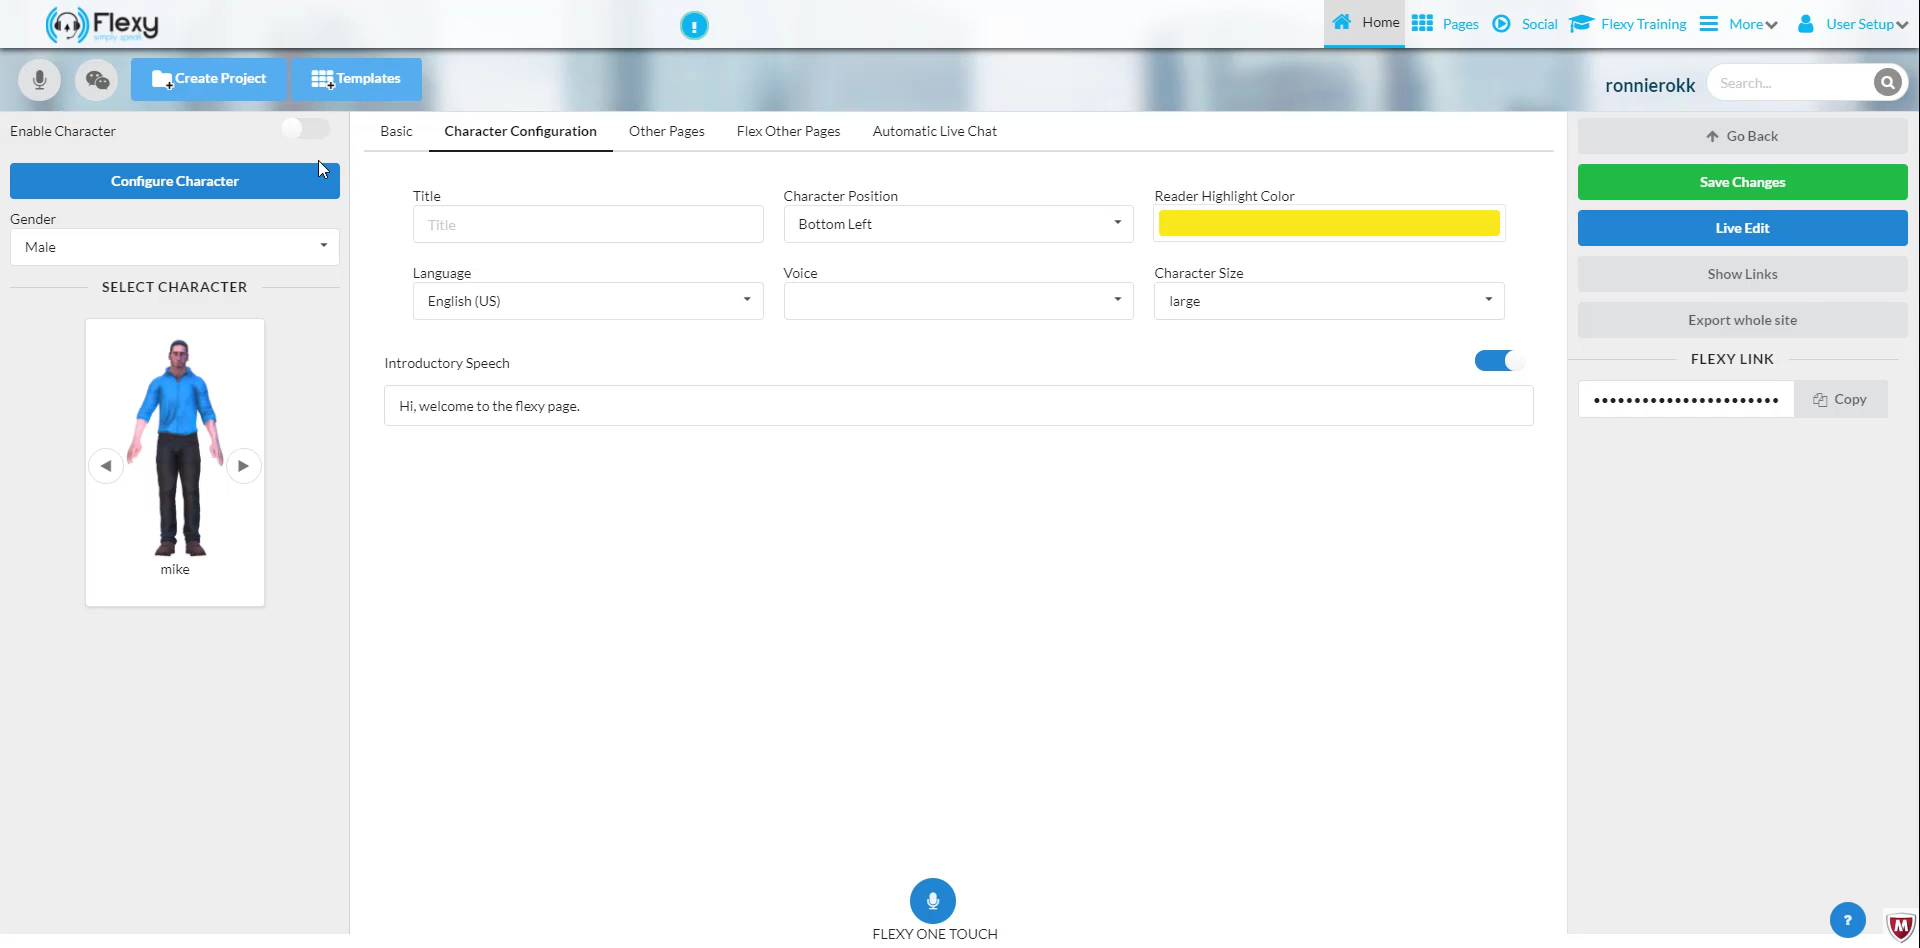 Flexy
simply speak
Home
Pages
Social
Flexy Training
More
User Setup
Create Project
Templates
ronnierokk
Search...
Enable Character
Configure Character
Gender
Male
SELECT CHARACTER
mike
Basic
Character Configuration
Other Pages
Flex Other Pages
Automatic Live Chat
Title
Title
Character Position
Bottom Left
Reader Highlight Color
Language
English (US)
Voice
Character Size
large
Introductory Speech
Hi, welcome to the flexy page.
Go Back
Save Changes
Live Edit
Show Links
Export whole site
FLEXY LINK
•••••••••••••••••••••••
Copy
FLEXY ONE TOUCH
?
M